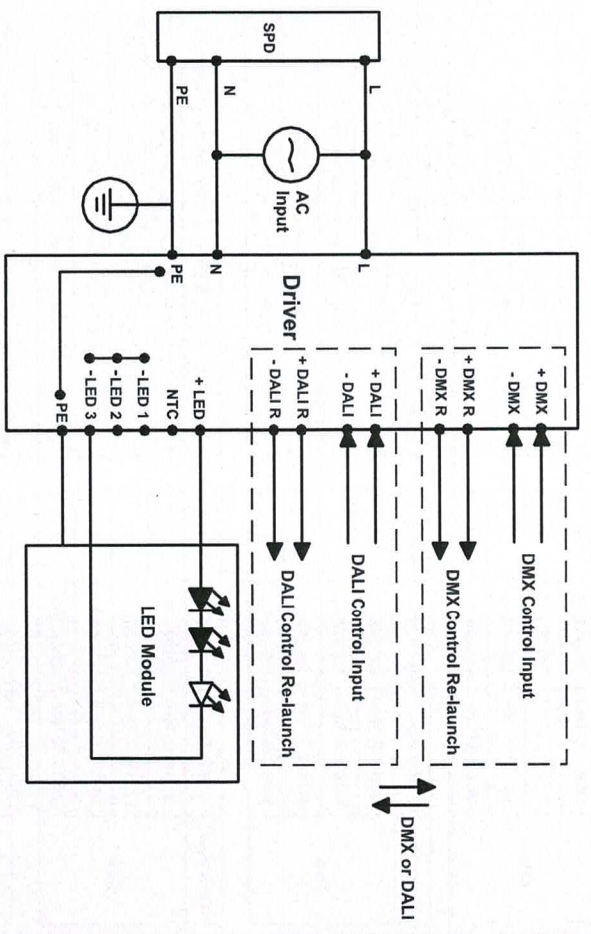 SPD
L
N
PE
AC
Input
L
N
PE
Driver
+ DMX
- DMX
+ DMX R
- DMX R
DMX Control Input
DMX Control Re-launch
+ DALI
- DALI
+ DALI R
- DALI R
DALI Control Input
DALI Control Re-launch
DMX or DALI
+ LED
NTC
- LED 1
- LED 2
- LED 3
PE
LED Module